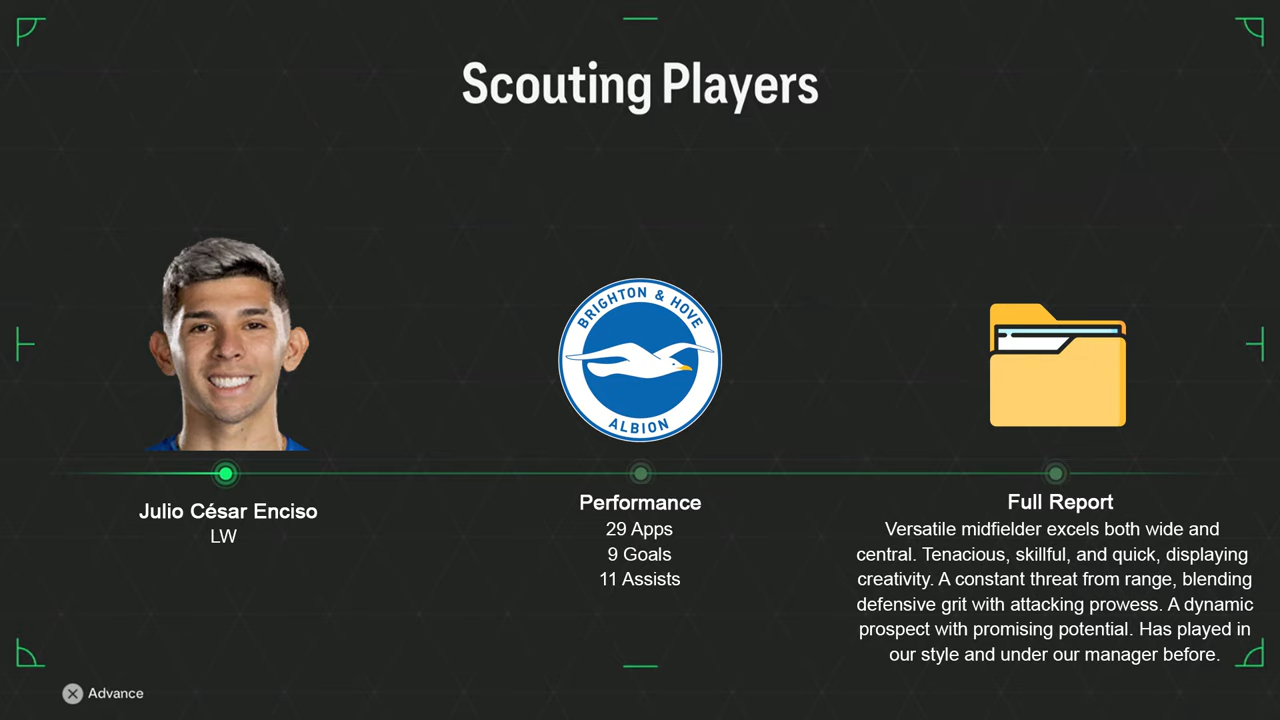 Scouting Players
BRIGHTON & HOVE
ALBION
Julio César Enciso
LW
Performance
29 Apps
9 Goals
11 Assists
Full Report
Versatile midfielder excels both wide and
central. Tenacious, skillful, and quick, displaying
creativity. A constant threat from range, blending
defensive grit with attacking prowess. A dynamic
prospect with promising potential. Has played in
our style and under our manager before.
Advance